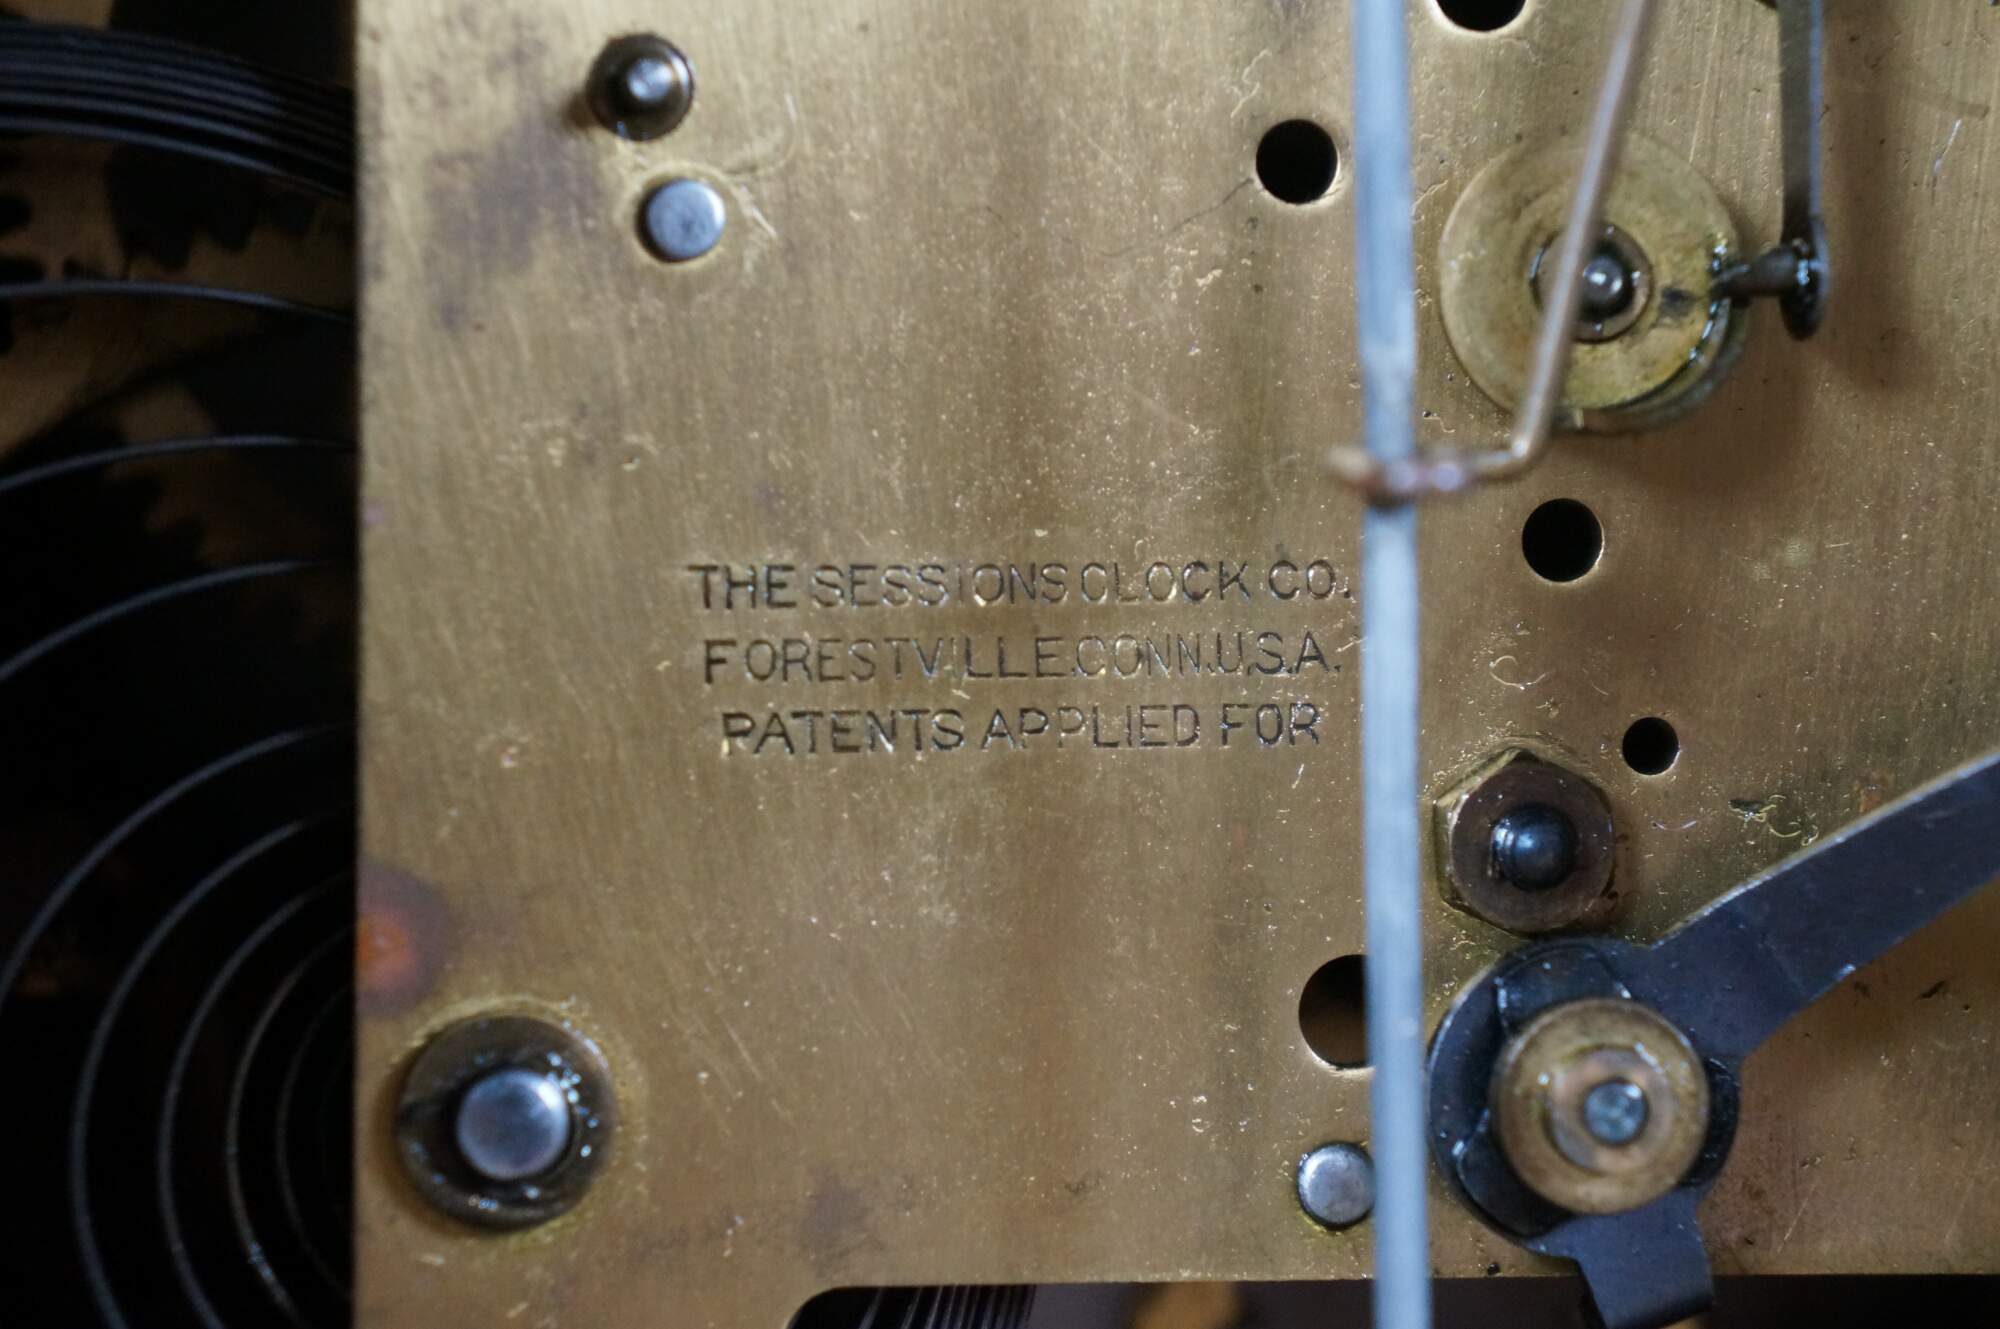 THE SESSIONS CLOCK CO.
FORESTVILLE.CONN.U.S.A.
PATENTS APPLIED FOR